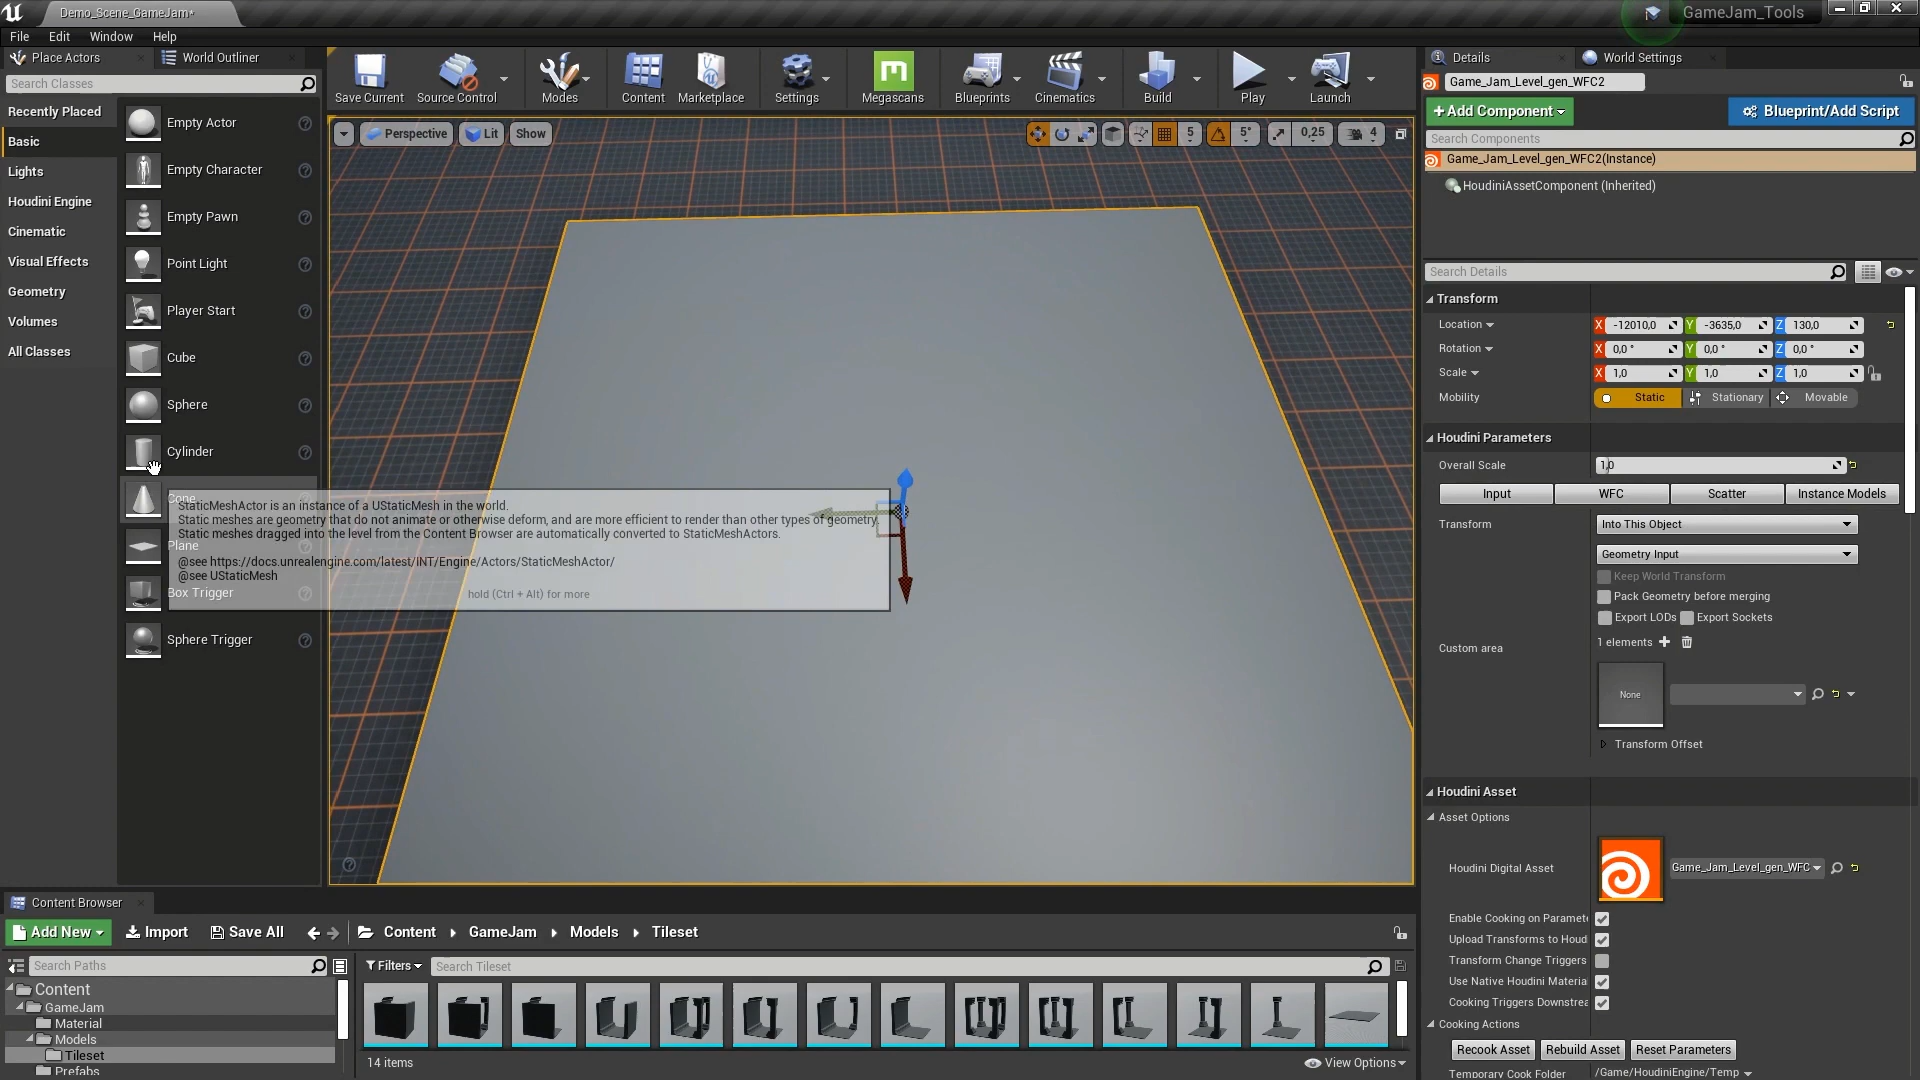 Demo_Scene_GameJam*
GameJam_Tools
File Edit Window Help
Place Actors
World Outliner
Search Classes
Recently Placed
Basic
Lights
Houdini Engine
Cinematic
Visual Effects
Geometry
Volumes
All Classes
Empty Actor
Empty Character
Empty Pawn
Point Light
Player Start
Cube
Sphere
Cylinder
Cone
Plane
Box Trigger
Sphere Trigger
StaticMeshActor is an instance of a UStaticMesh in the world.
Static meshes are geometry that do not animate or otherwise deform, and are more efficient to render than other types of geometry.
Static meshes dragged into the level from the Content Browser are automatically converted to StaticMeshActors.
@see https://docs.unrealengine.com/latest/INT/Engine/Actors/StaticMeshActor/
@see UStaticMesh
hold (Ctrl + Alt) for more
Save Current Source Control Modes Content Marketplace Settings Megascans Blueprints Cinematics Build Play Launch
Perspective Lit Show
5 5° 0,25 4
Details World Settings
Game_Jam_Level_gen_WFC2
+Add Component Blueprint/Add Script
Search Components
Game_Jam_Level_gen_WFC2(Instance)
HoudiniAssetComponent (Inherited)
Search Details
Transform
Location X -12010,0 Y -3635,0 Z 130,0
Rotation X 0,0 ° Y 0,0 ° Z 0,0 °
Scale X 1,0 Y 1,0 Z 1,0
Mobility Static Stationary Movable
Houdini Parameters
Overall Scale 1,0
Input WFC Scatter Instance Models
Transform Into This Object
Geometry Input
Keep World Transform
Pack Geometry before merging
Export LODs Export Sockets
Custom area 1 elements
None
Transform Offset
Houdini Asset
Asset Options
Houdini Digital Asset Game_Jam_Level_gen_WFC
Enable Cooking on Paramete
Upload Transforms to Houd
Transform Change Triggers
Use Native Houdini Materia
Cooking Triggers Downstrea
Cooking Actions
Recook Asset Rebuild Asset Reset Parameters
Temporary Cook Folder /Game/HoudiniEngine/Temp
Content Browser
Add New Import Save All Content GameJam Models Tileset
Search Paths
Filters Search Tileset
Content
GameJam
Material
Models
Tileset
Prefabs
14 items
View Options